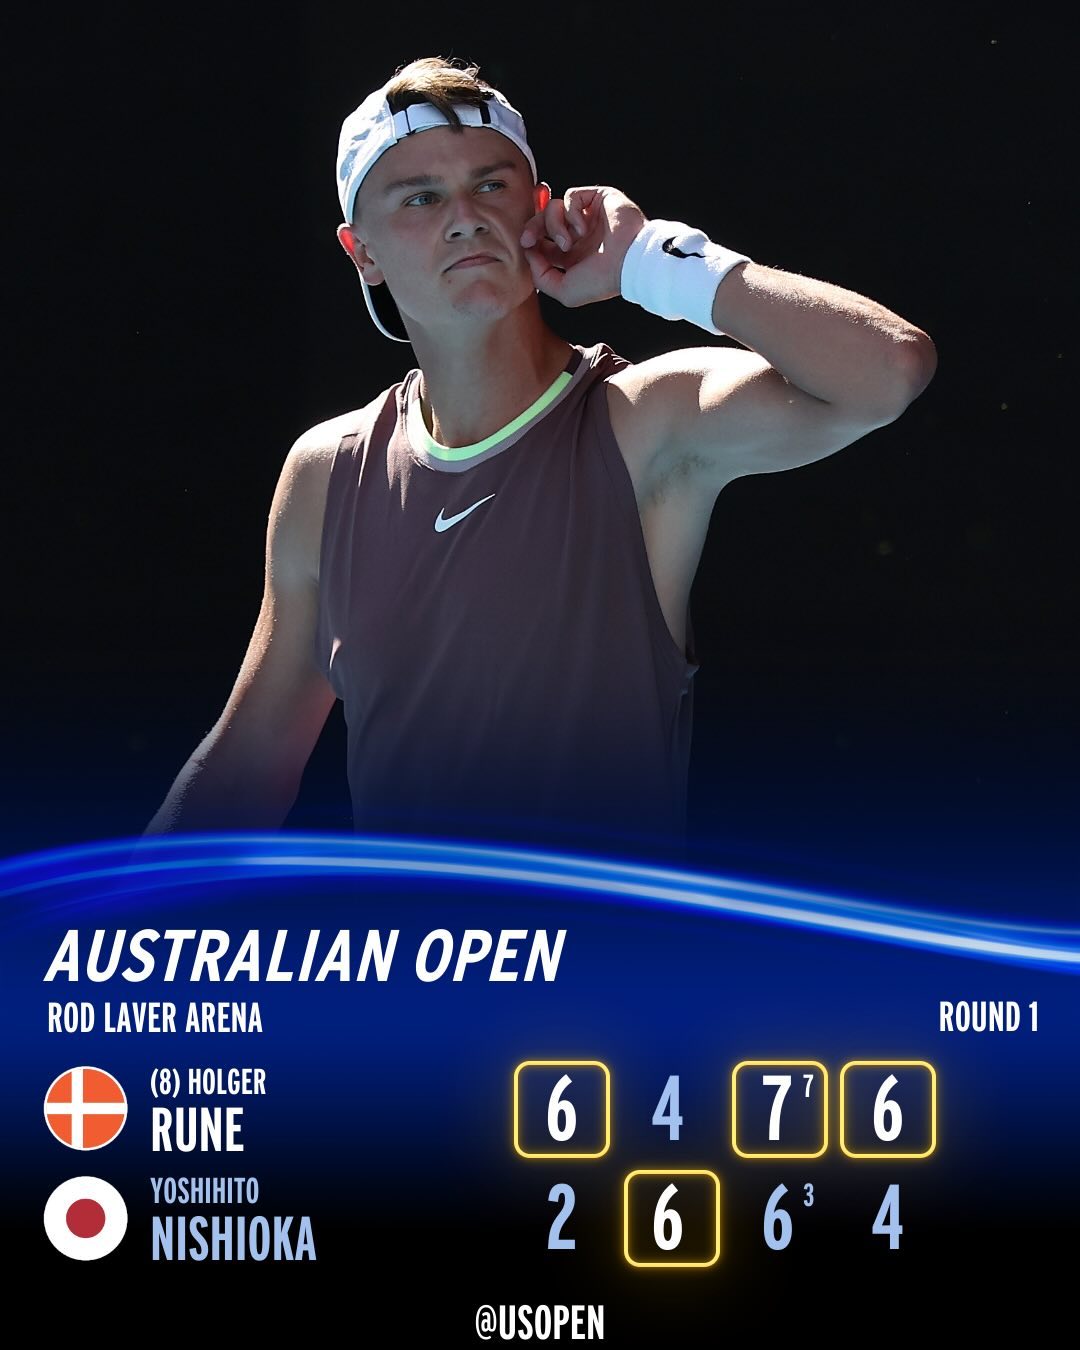 AUSTRALIAN OPEN
ROD LAVER ARENA
ROUND 1
(8) HOLGER
RUNE
6 4 7 7 6
YOSHIHITO
NISHIOKA
2 6 6 3 4
@USOPEN